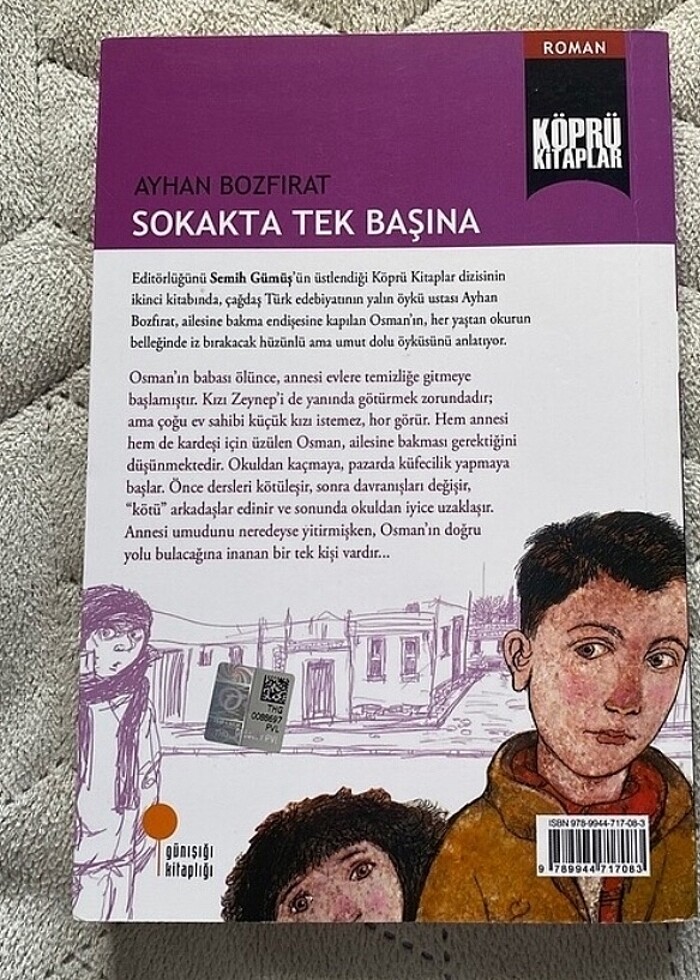 ROMAN
KÖPRÜ
KİTAPLAR
AYHAN BOZFIRAT
SOKAKTA TEK BAŞINA
Editörlüğünü Semih Gümüş'ün üstlendiği Köprü Kitaplar dizisinin
ikinci kitabında, çağdaş Türk edebiyatının yalın öykü ustası Ayhan
Bozfırat, ailesine bakma endişesine kapılan Osman'ın, her yaştan okurun
belleğinde iz bırakacak hüzünlü ama umut dolu öyküsünü anlatıyor.
Osman'ın babası ölünce, annesi evlere temizliğe gitmeye
başlamıştır. Kızı Zeynep'i de yanında götürmek zorundadır;
ama çoğu ev sahibi küçük kızı istemez, hor görür. Hem annesi
hem de kardeşi için üzülen Osman, ailesine bakması gerektiğini
düşünmektedir. Okuldan kaçmaya, pazarda küfecilik yapmaya
başlar. Önce dersleri kötüleşir, sonra davranışları değişir,
“kötü” arkadaşlar edinir ve sonunda okuldan iyice uzaklaşır.
Annesi umudunu neredeyse yitirmişken, Osman'ın doğru
yolu bulacağına inanan bir tek kişi vardır...
THG
0088697
PVL
günışığı
kitaplığı
ISBN 978-9944-717-08-3
9 789944 717083